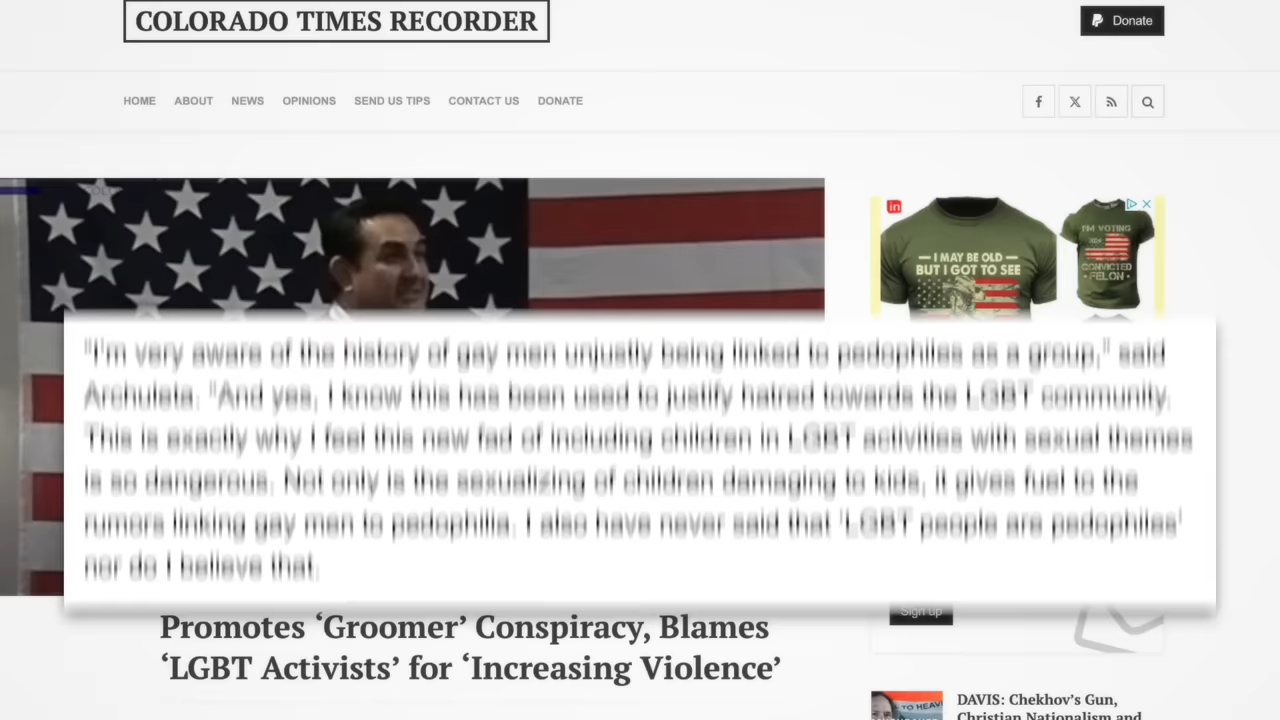 COLORADO TIMES RECORDER
Donate
HOME ABOUT NEWS OPINIONS SEND US TIPS CONTACT US DONATE
in
I'M VOTING
CONVICTED
FELON
I MAY BE OLD
BUT I GOT TO SEE
"I'm very aware of the history of gay men unjustly being linked to pedophiles as a group," said
Archuleta. "And yes, I know this has been used to justify hatred towards the LGBT community.
This is exactly why I feel this new fad of including children in LGBT activities with sexual themes
is so dangerous. Not only is the sexualizing of children damaging to kids, it gives fuel to the
rumors linking gay men to pedophilia. I also have never said that 'LGBT people are pedophiles'
nor do I believe that.
Sign up
Promotes ‘Groomer’ Conspiracy, Blames
‘LGBT Activists’ for ‘Increasing Violence’
TO HEAV
DAVIS: Chekhov’s Gun,
Christian Nationalism and